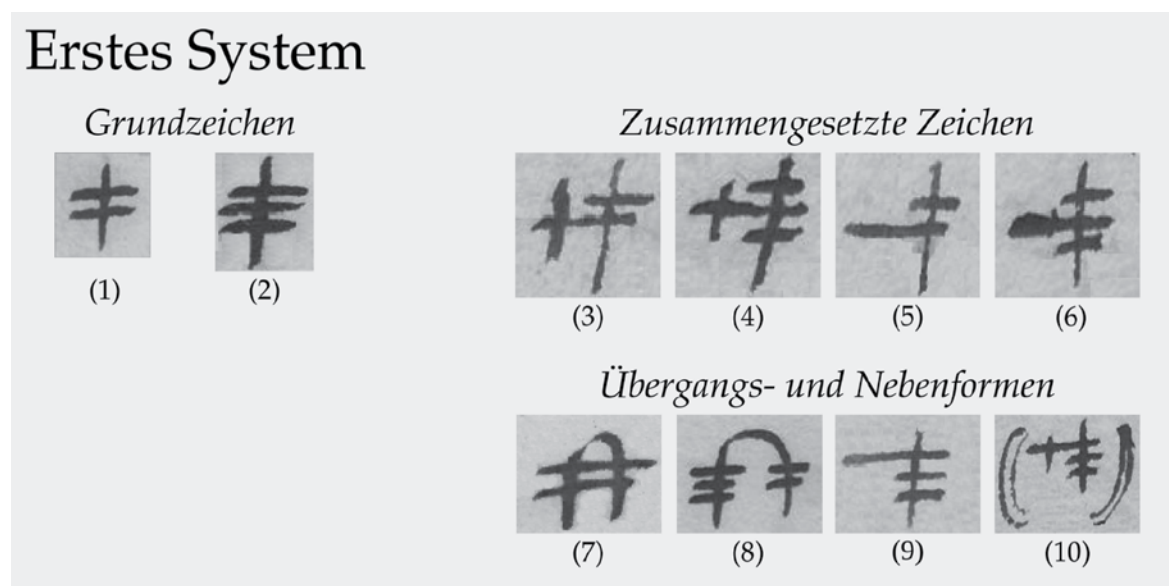 Erstes System
Grundzeichen
(1) (2)
Zusammengesetzte Zeichen
(3) (4) (5) (6)
Übergangs- und Nebenformen
(7) (8) (9) (10)